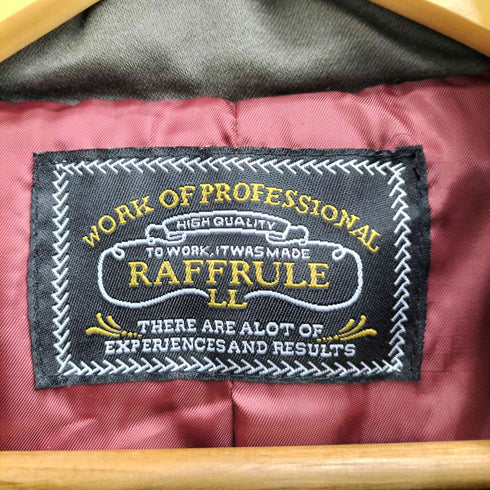 WORK OF PROFESSIONAL
HIGH QUALITY
TO WORK, IT WAS MADE
RAFFRULE
LL
THERE ARE ALOT OF
EXPERIENCES AND RESULTS